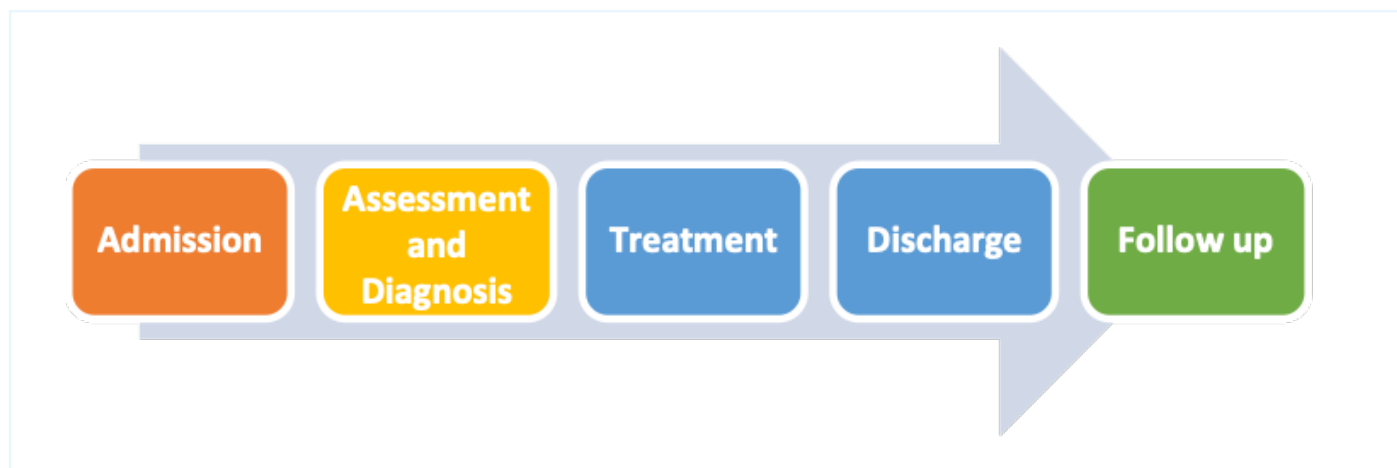 Admission
Assessment
and
Diagnosis
Treatment
Discharge
Follow up